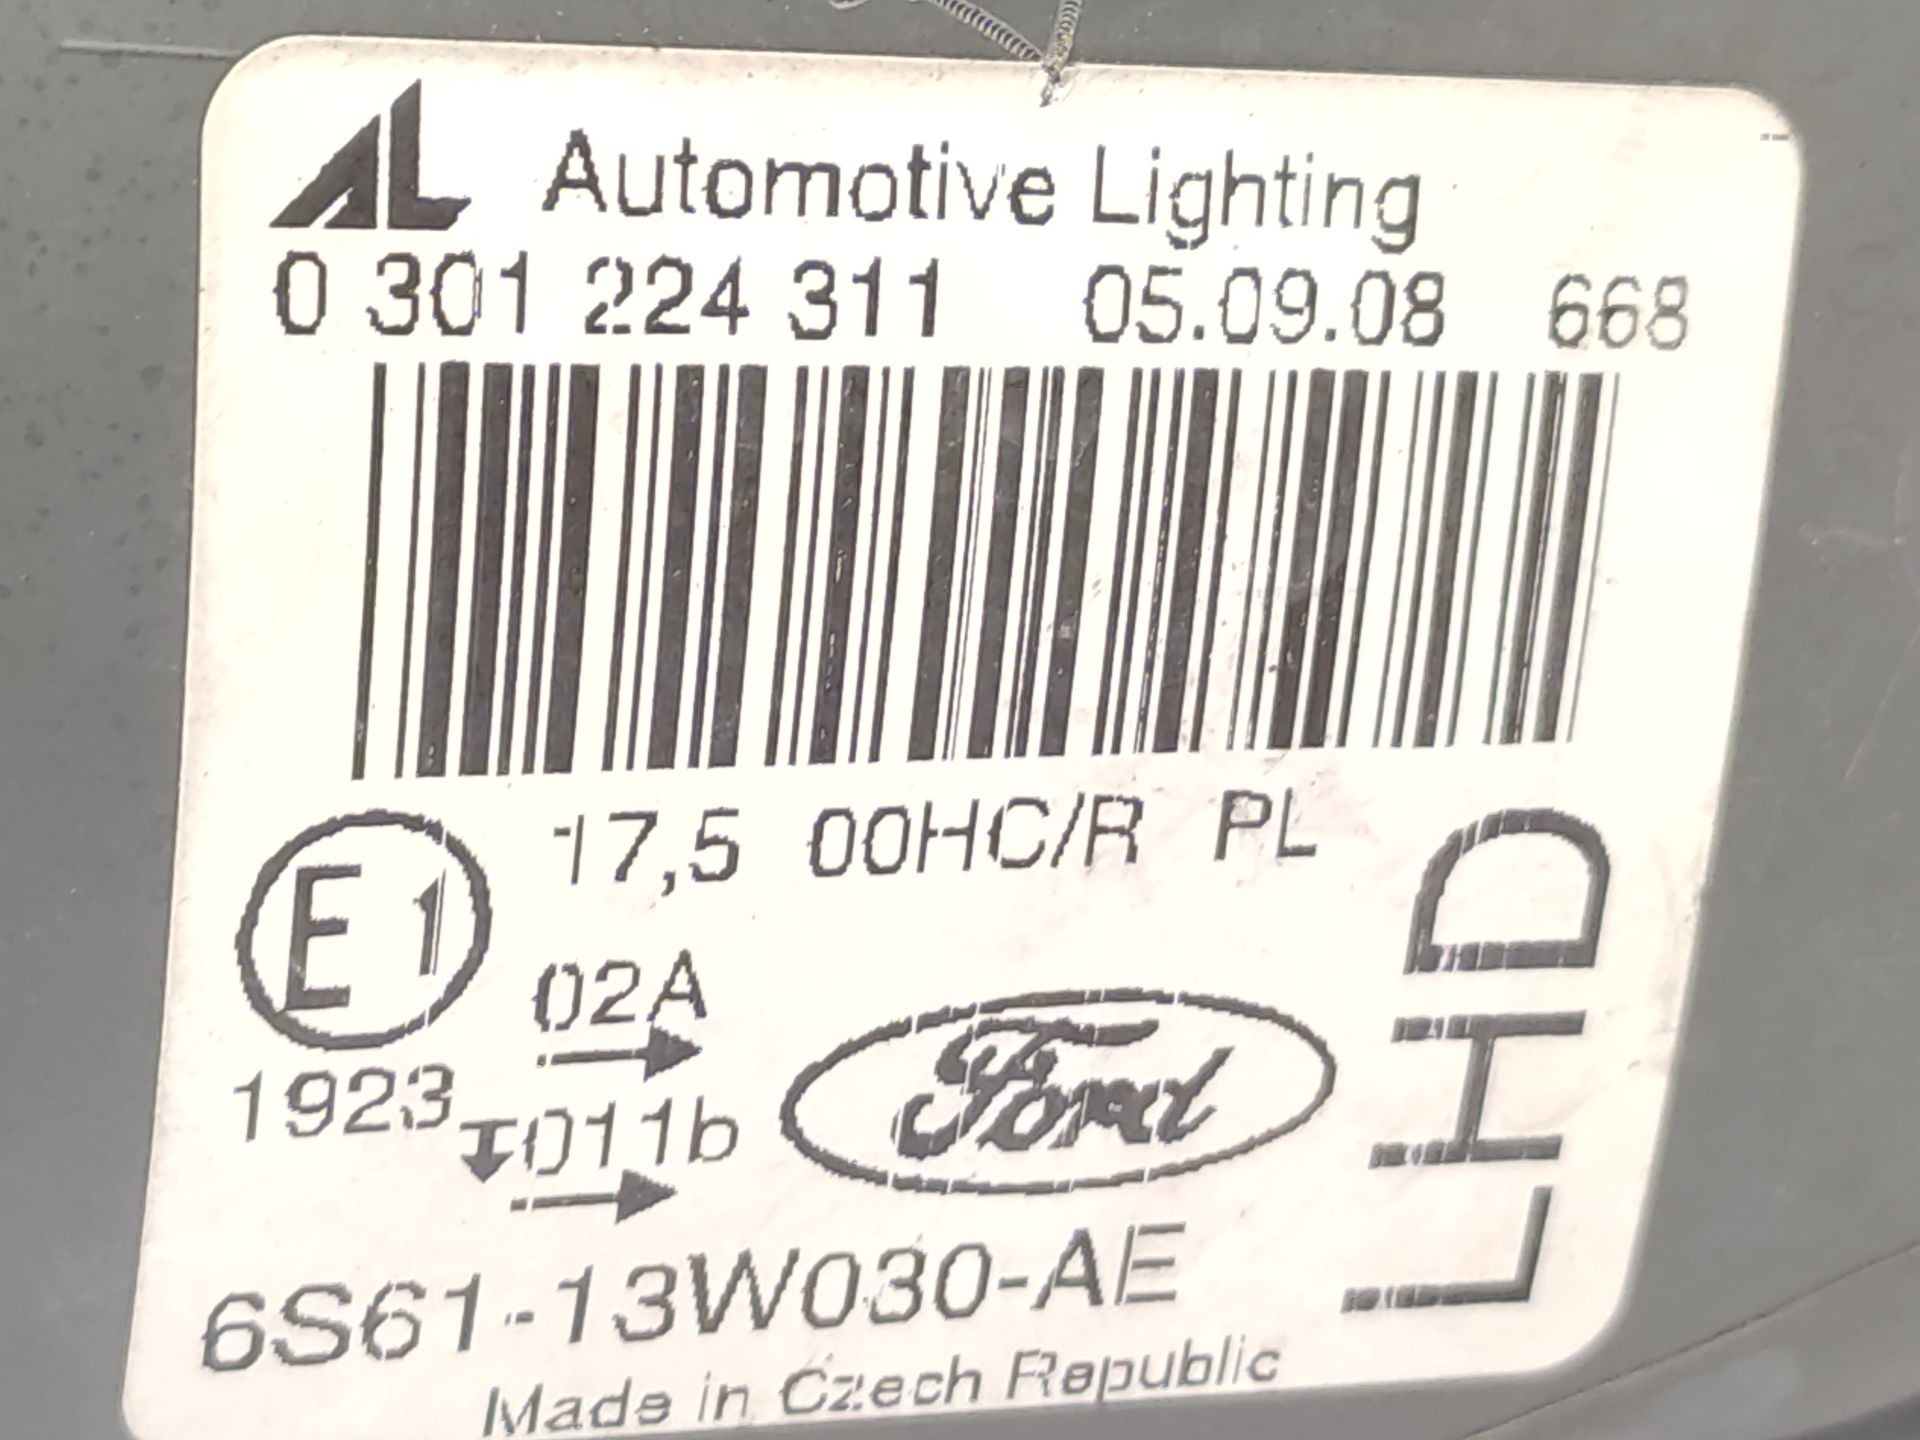 AL Automotive Lighting
0 301 224 311 05.09.08 668
17,5 00HC/R PL
E1
02A
1923
011b
Ford
LHD
6S61-13W030-AE
Made in Czech Republic